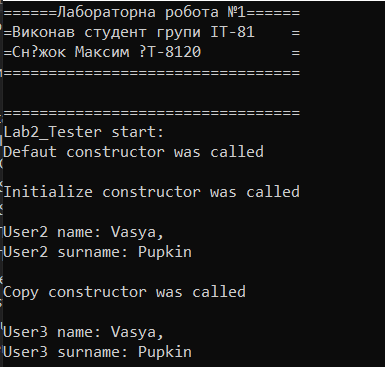 ======Лабораторна робота №1======
=Виконав студент групи ІТ-81    =
=Сн?жок Максим ?Т-8120          =
=================================
=================================
Lab2_Tester start:
Defaut constructor was called
Initialize constructor was called
User2 name: Vasya,
User2 surname: Pupkin
Copy constructor was called
User3 name: Vasya,
User3 surname: Pupkin